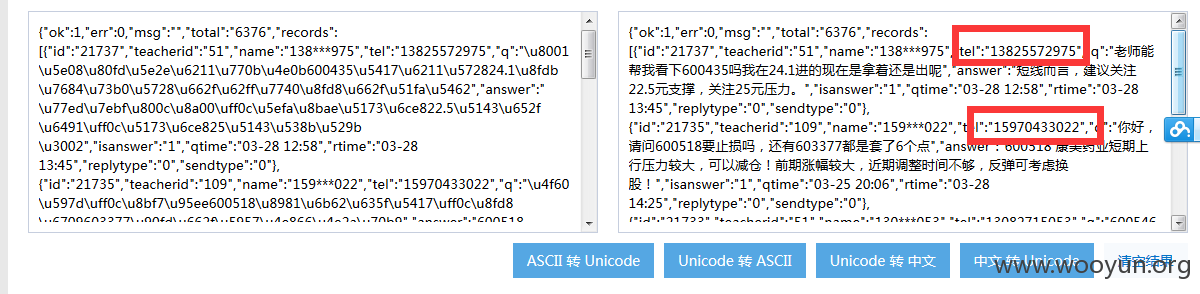 {"ok":1,"err":0,"msg":"","total":"6376","records":
[{"id":"21737","teacherid":"51","name":"138***975","tel":"13825572975","q":"\u8001
\u5e08\u80fd\u5e2e\u6211\u770b\u4e0b600435\u5417\u6211\u572824.1\u8fdb
\u7684\u73b0\u5728\u662f\u62ff\u7740\u8fd8\u662f\u51fa\u5462","answer":"
\u77ed\u7ebf\u800c\u8a00\uff0c\u5efa\u8bae\u5173\u6ce822.5\u5143\u652f
\u6491\uff0c\u5173\u6ce825\u5143\u538b\u529b
\u3002","isanswer":"1","qtime":"03-28 12:58","rtime":"03-28
13:45","replytype":"0","sendtype":"0"},
{"id":"21735","teacherid":"109","name":"159***022","tel":"15970433022","q":"\u4f60
\u597d\uff0c\u8bf7\u95ee600518\u8981\u6b62\u635f\u5417\uff0c\u8fd8
{"ok":1,"err":0,"msg":"","total":"6376","records":
[{"id":"21737","teacherid":"51","name":"138***975","tel":"13825572975","q":"老师能
帮我看下600435吗我在24.1进的现在是拿着还是出呢","answer":"短线而言，建议关注
22.5元支撑，关注25元压力。","isanswer":"1","qtime":"03-28 12:58","rtime":"03-28
13:45","replytype":"0","sendtype":"0"},
{"id":"21735","teacherid":"109","name":"159***022","tel":"15970433022","q":"你好，
请问600518要止损吗，还有603377都是套了6个点","answer":"600518 康美药业短期上
行压力较大，可以减仓！前期涨幅较大，近期调整时间不够，反弹可考虑换
股！","isanswer":"1","qtime":"03-25 20:06","rtime":"03-28
14:25","replytype":"0","sendtype":"0"},
{"id":"21733","teacherid":"51","name":"130***053","tel":"13082715053","q":"600546
ASCII 转 Unicode
Unicode 转 ASCII
Unicode 转 中文
中文 转 Unicode
清空结果
www.wooyun.org